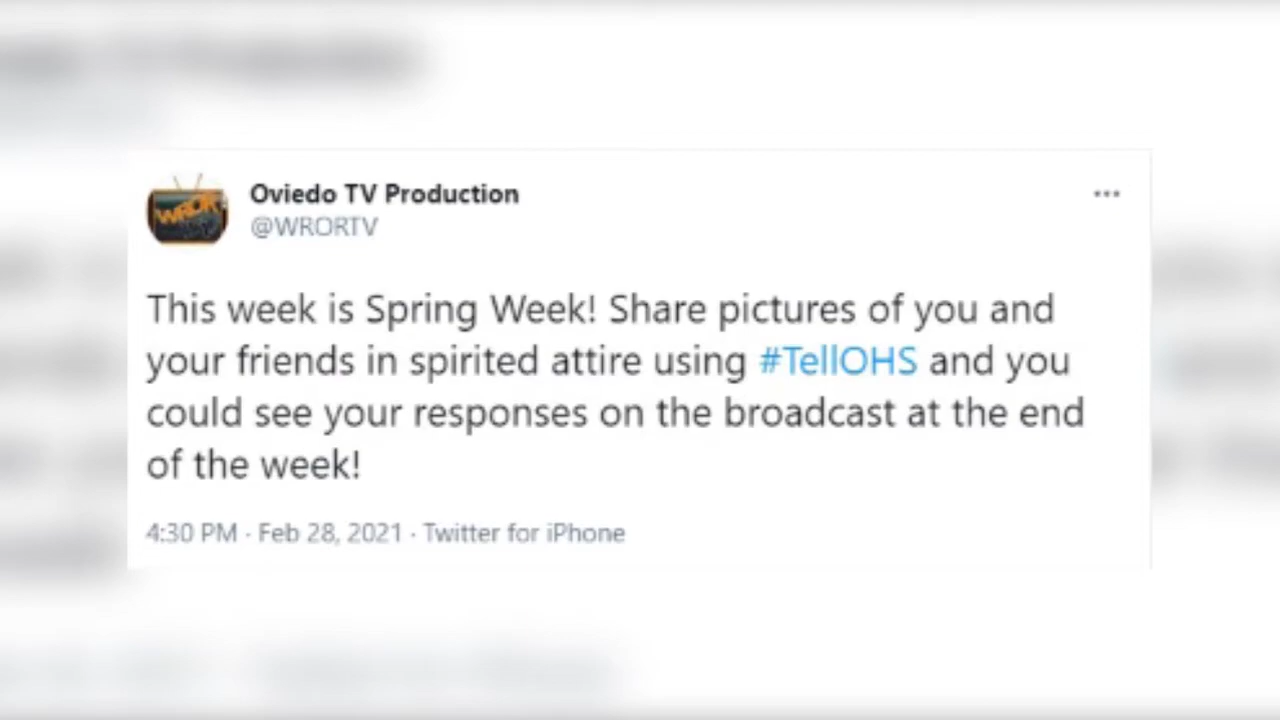 WROR
Oviedo TV Production
@WRORTV
This week is Spring Week! Share pictures of you and
your friends in spirited attire using #TellOHS and you
could see your responses on the broadcast at the end
of the week!
4:30 PM · Feb 28, 2021 · Twitter for iPhone